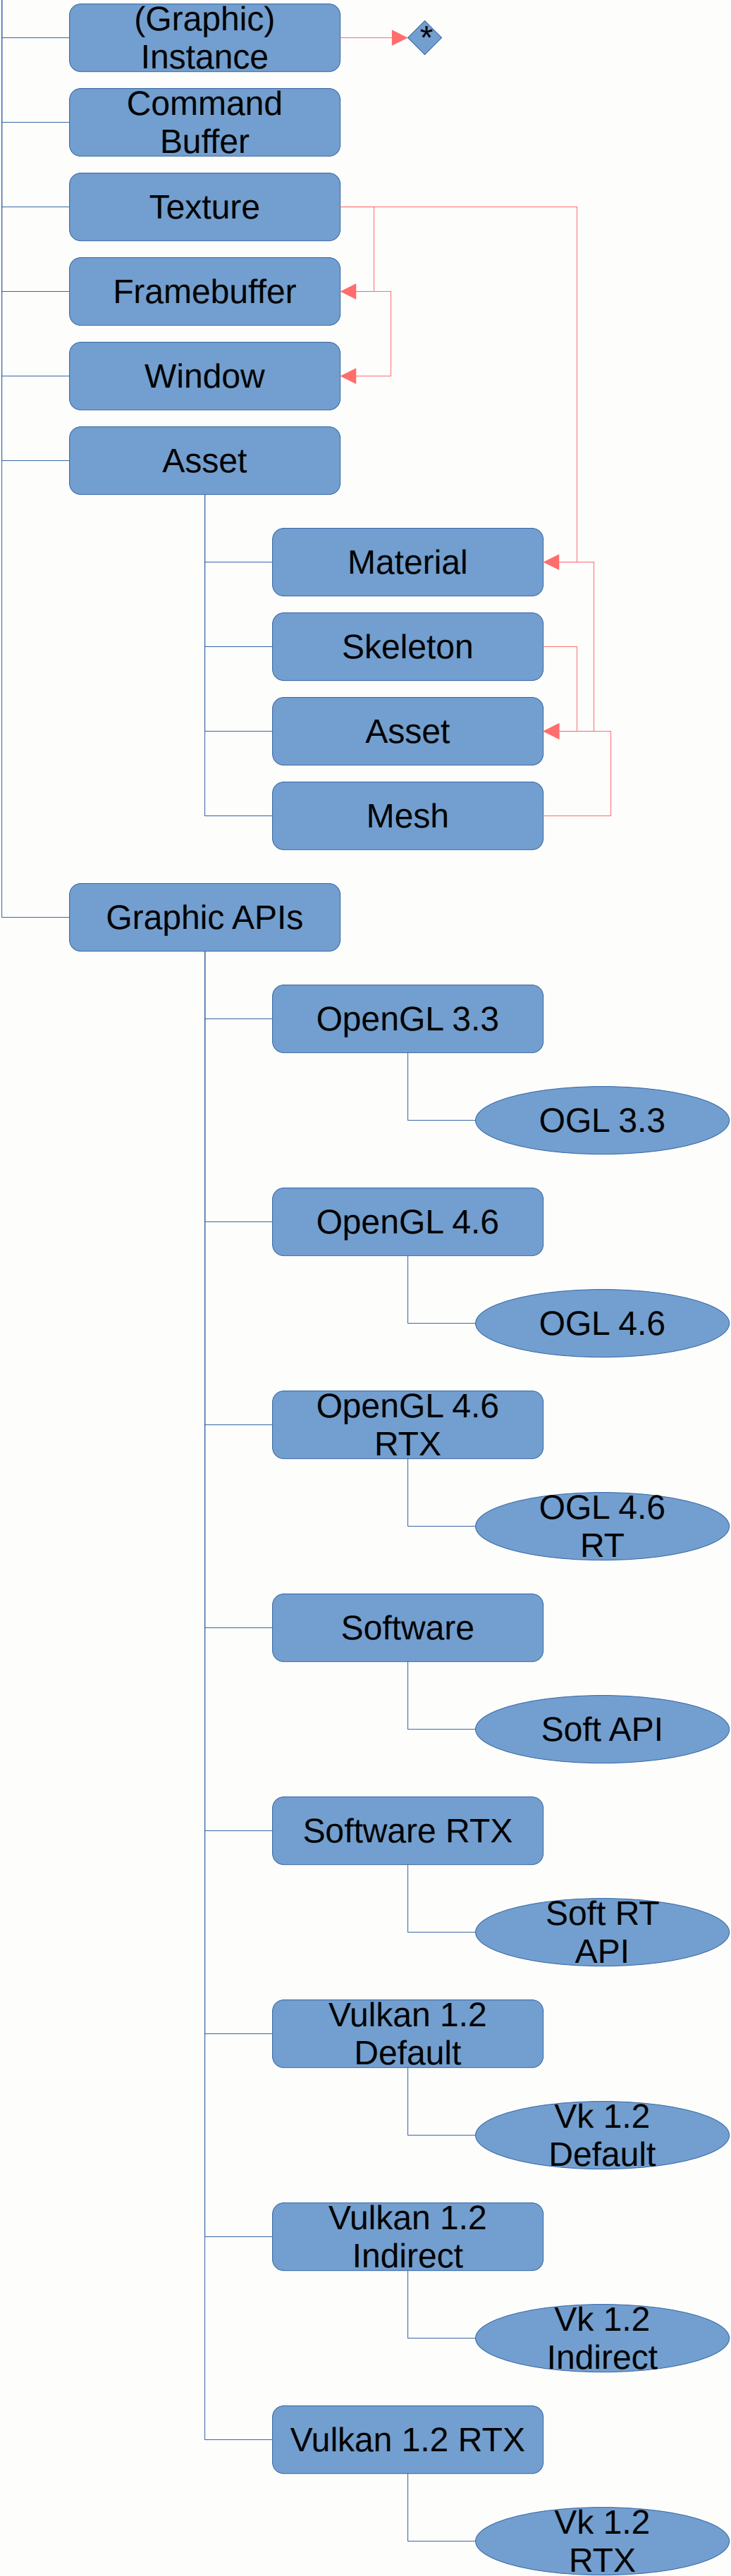 (Graphic)
Instance
*
Command
Buffer
Texture
Framebuffer
Window
Asset
Material
Skeleton
Asset
Mesh
Graphic APIs
OpenGL 3.3
OGL 3.3
OpenGL 4.6
OGL 4.6
OpenGL 4.6
RTX
OGL 4.6
RT
Software
Soft API
Software RTX
Soft RT
API
Vulkan 1.2
Default
Vk 1.2
Default
Vulkan 1.2
Indirect
Vk 1.2
Indirect
Vulkan 1.2 RTX
Vk 1.2
RTX